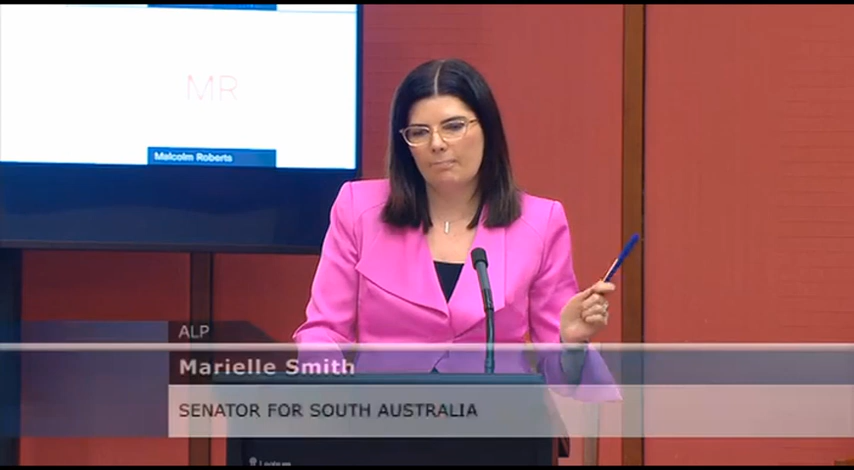 MR
Malcolm Roberts
ALP
Marielle Smith
SENATOR FOR SOUTH AUSTRALIA